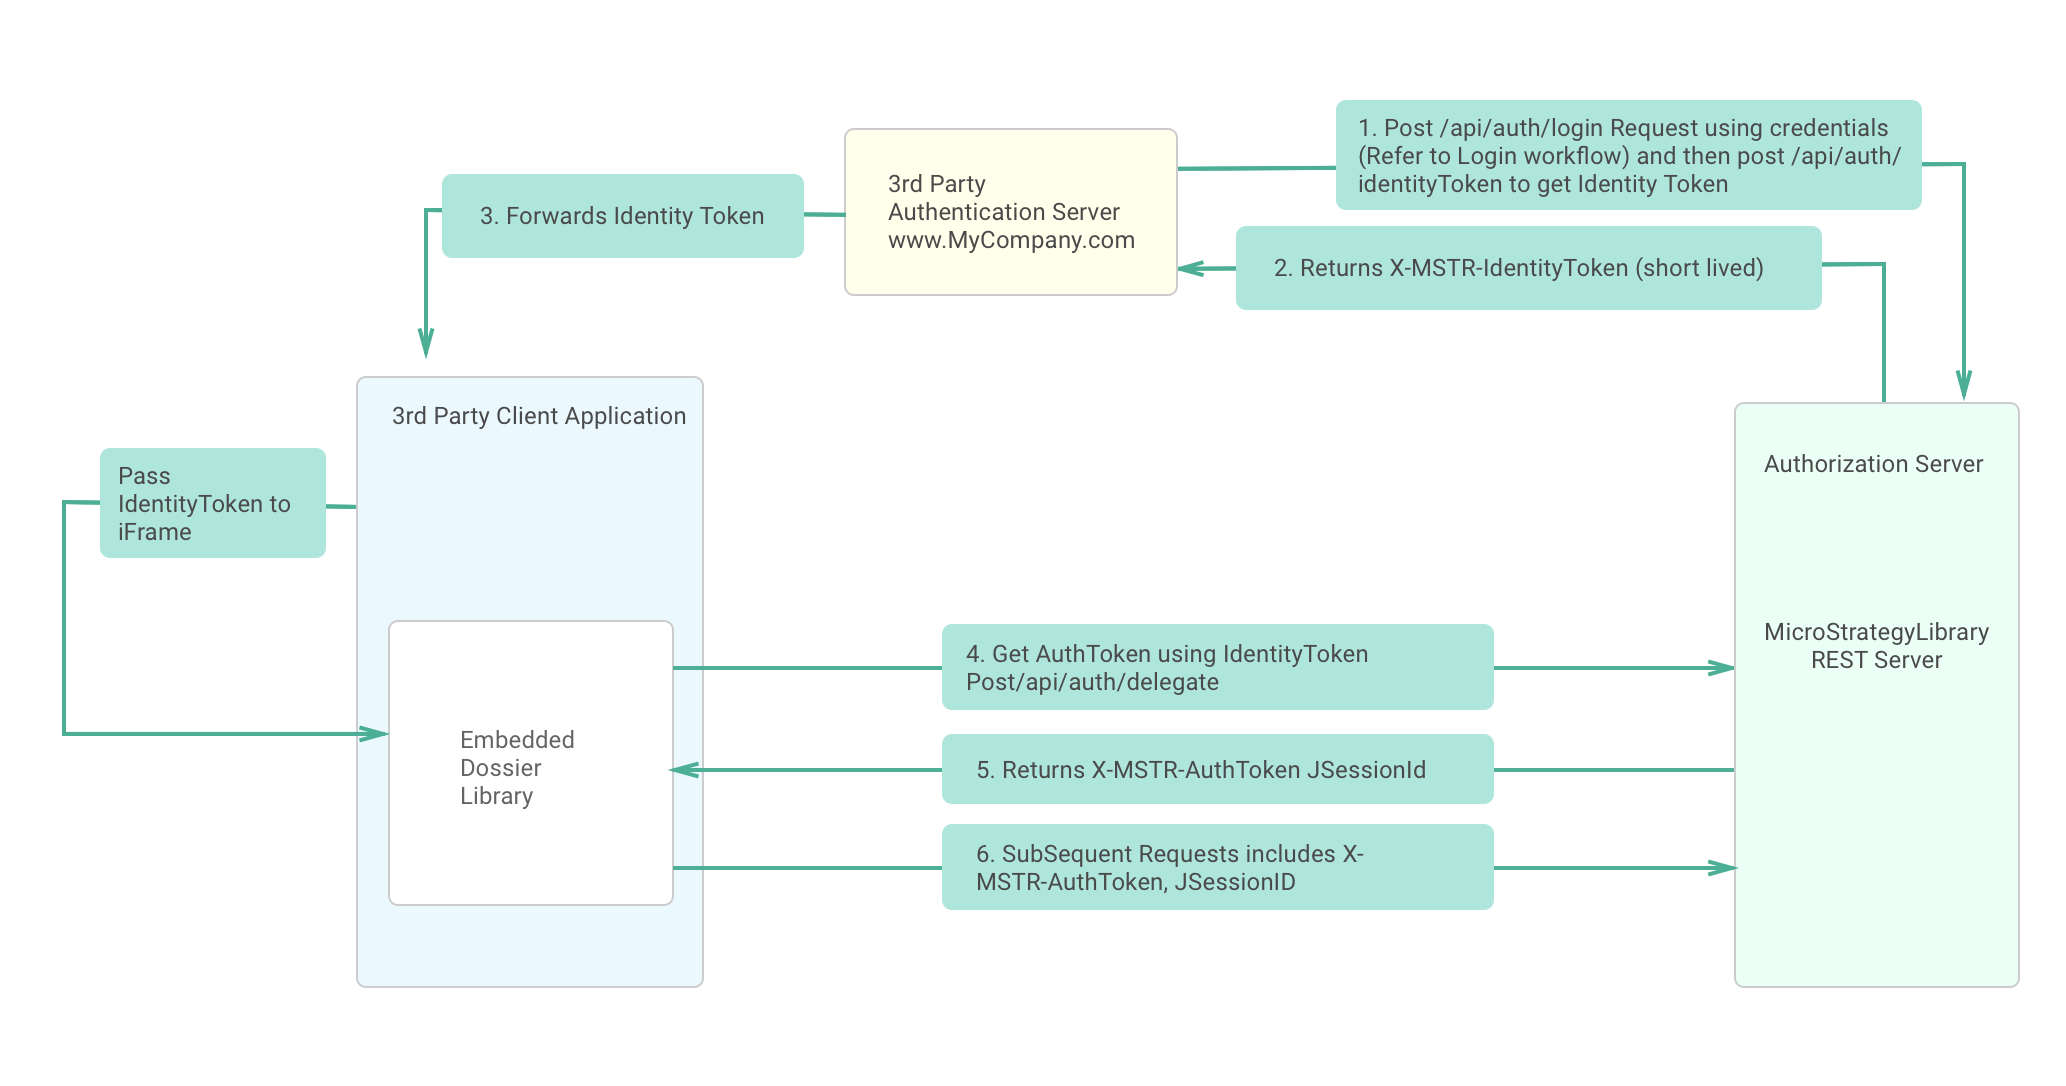 1. Post /api/auth/login Request using credentials
(Refer to Login workflow) and then post /api/auth/
identityToken to get Identity Token
3rd Party
Authentication Server
www.MyCompany.com
3. Forwards Identity Token
2. Returns X-MSTR-IdentityToken (short lived)
3rd Party Client Application
Authorization Server
Pass
IdentityToken to
iFrame
MicroStrategyLibrary
REST Server
4. Get AuthToken using IdentityToken
Post/api/auth/delegate
Embedded
Dossier
Library
5. Returns X-MSTR-AuthToken JSessionId
6. SubSequent Requests includes X-
MSTR-AuthToken, JSessionID